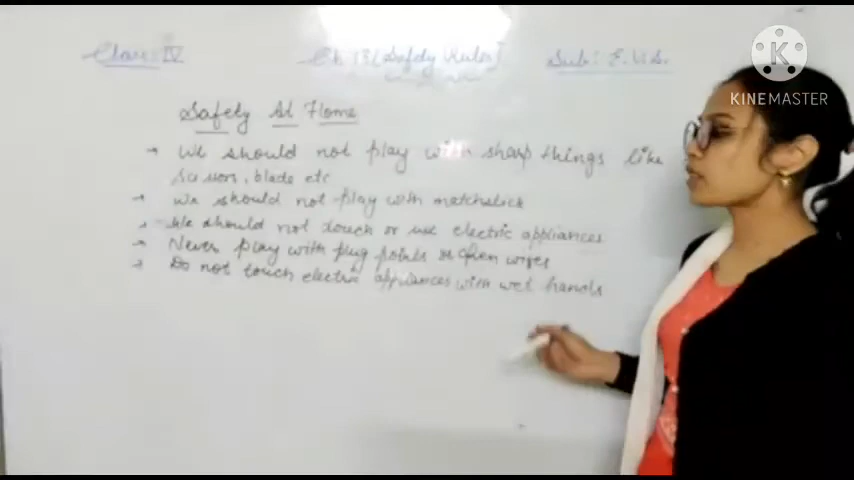 Class: IV
Ch 13 (Safety Rules)
Sub: E.V.S.
KINEMASTER
Safety At Home
→ We should not play with sharp things like
scissors, blade etc
→ We should not play with matchstick
→ We should not touch or use electric appliances
→ Never play with plug points or open wires
→ Do not touch electric appliances with wet hands